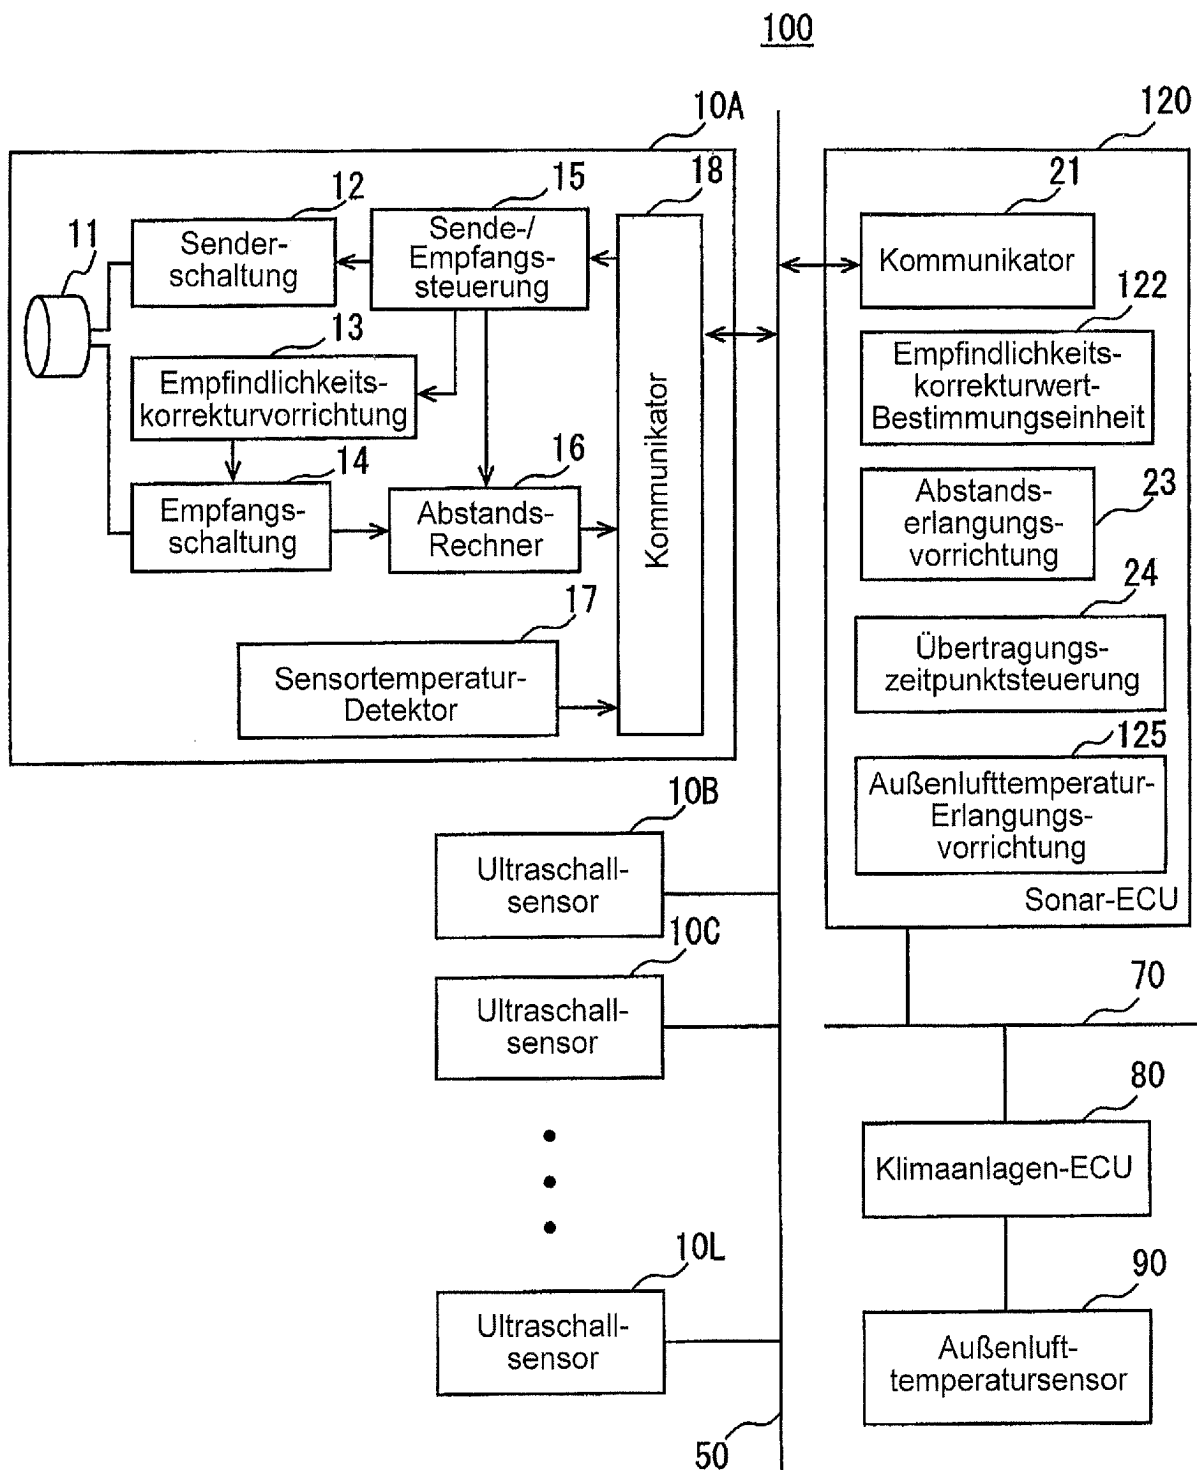 100
10A
120
12
15
18
21
11
Sender-
schaltung
Sende-/
Empfangs-
steuerung
Kommunikator
Kommunikator
13
122
Empfindlichkeits-
korrekturvorrichtung
Empfindlichkeits-
korrekturwert-
Bestimmungseinheit
14
16
23
Empfangs-
schaltung
Abstands-
Rechner
Abstands-
erlangungs-
vorrichtung
17
24
Sensortemperatur-
Detektor
Übertragungs-
zeitpunktsteuerung
125
Außenlufttemperatur-
Erlangungs-
vorrichtung
Sonar-ECU
10B
Ultraschall-
sensor
10C
Ultraschall-
sensor
70
80
Klimaanlagen-ECU
10L
Ultraschall-
sensor
90
Außenluft-
temperatursensor
50